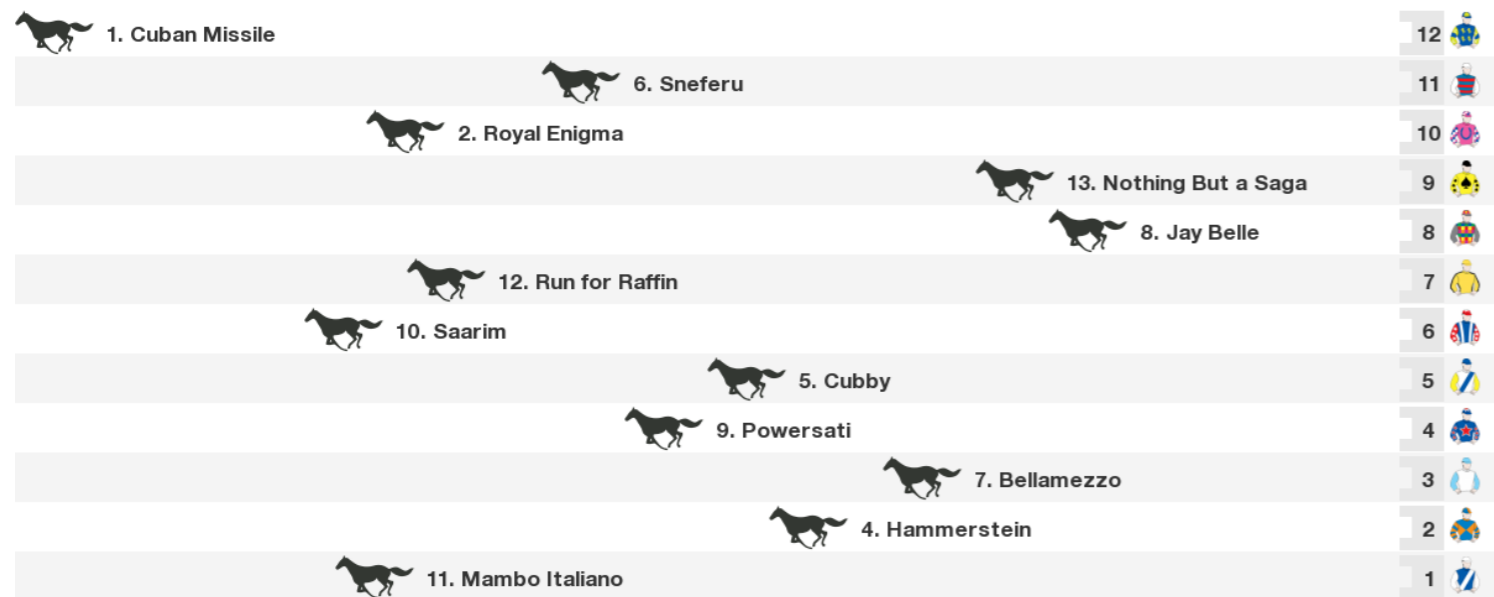 1. Cuban Missile 12
6. Sneferu 11
2. Royal Enigma 10
13. Nothing But a Saga 9
8. Jay Belle 8
12. Run for Raffin 7
10. Saarim 6
5. Cubby 5
9. Powersati 4
7. Bellamezzo 3
4. Hammerstein 2
11. Mambo Italiano 1